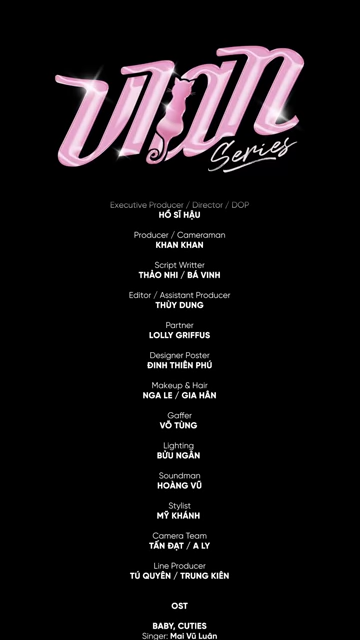 vian
Series
Executive Producer / Director / DOP
HỒ SĨ HẬU
Producer / Cameraman
KHAN KHAN
Script Writter
THẢO NHI / BÁ VINH
Editor / Assistant Producer
THÙY DUNG
Partner
LOLLY GRIFFUS
Designer Poster
ĐINH THIÊN PHÚ
Makeup & Hair
NGA LE / GIA HÂN
Gaffer
VÕ TÙNG
Lighting
BỬU NGÂN
Soundman
HOÀNG VŨ
Stylist
MỸ KHÁNH
Camera Team
TẤN ĐẠT / A LY
Line Producer
TÚ QUYÊN / TRUNG KIÊN
OST
BABY, CUTIES
Singer: Mai Vũ Luân